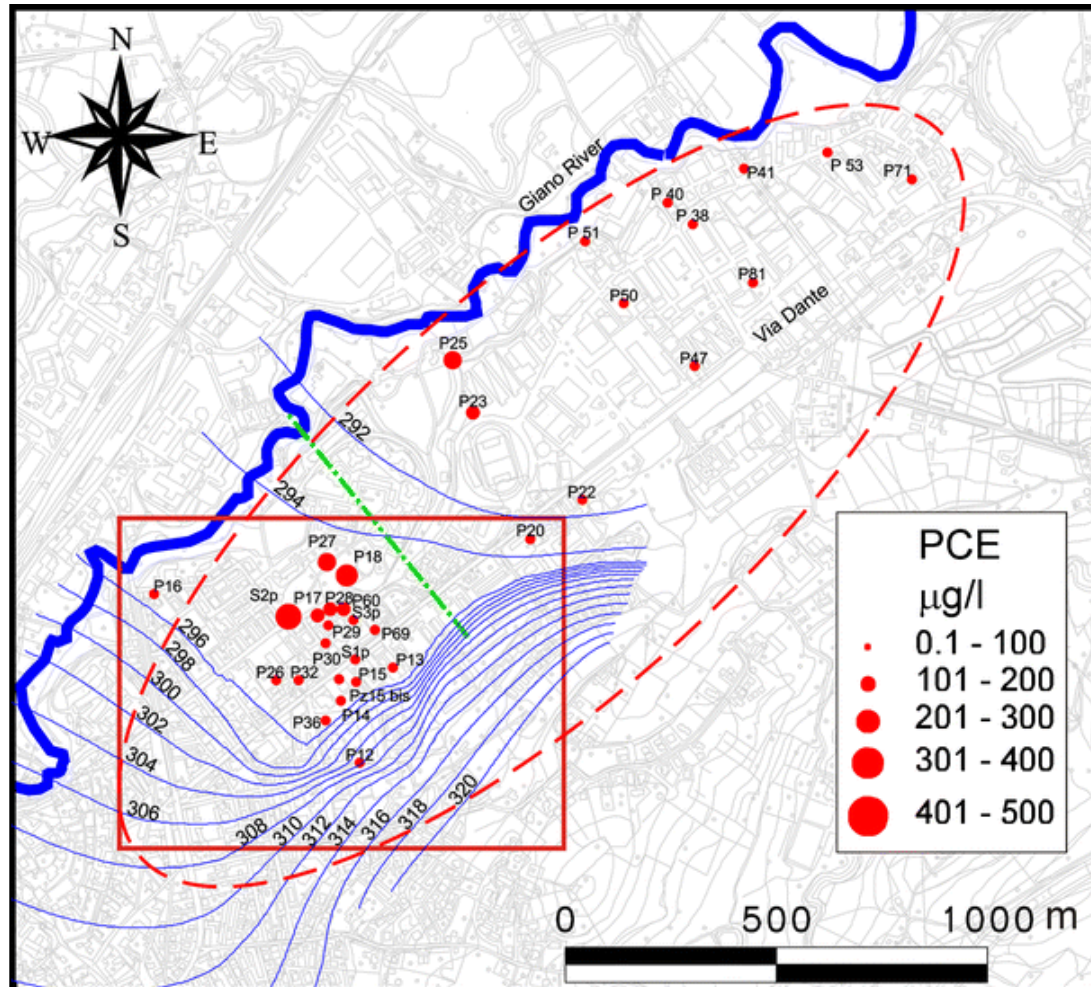 N
W
E
S
Giano River
P41
P 53
P71
P 40
P 38
P 51
P81
P50
Via Dante
P25
P47
P23
292
294
P22
P20
P27
P18
P16
S2p
P17
P28
P60
S3p
296
P29
P69
298
P30
S1p
P13
300
P26
P32
P15
302
Pz15 bis
P36
P14
304
P12
306
308
310
312
314
316
318
320
PCE
µg/l
0.1 - 100
101 - 200
201 - 300
301 - 400
401 - 500
0
500
1000 m